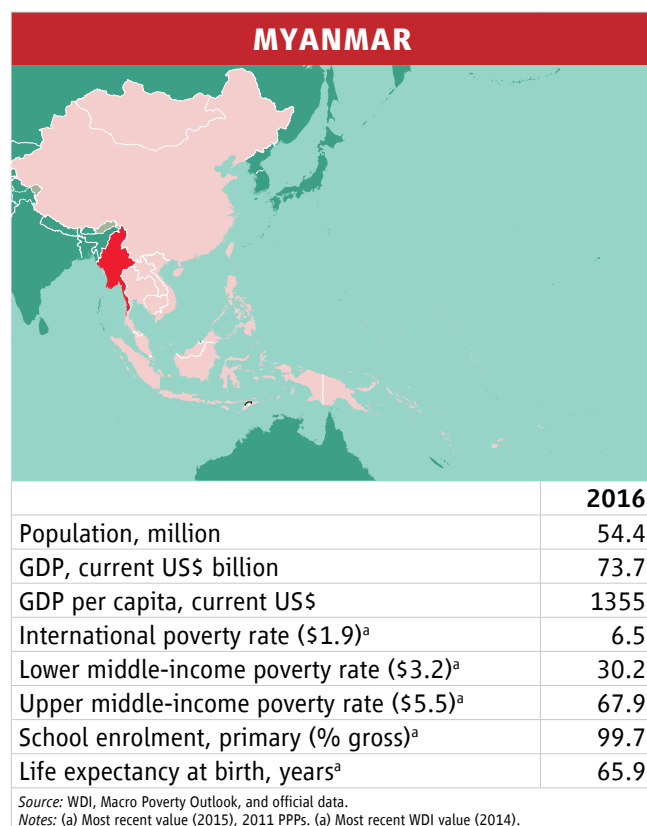 MYANMAR
2016
Population, million 54.4
GDP, current US$ billion 73.7
GDP per capita, current US$ 1355
International poverty rate ($1.9)ᵃ 6.5
Lower middle-income poverty rate ($3.2)ᵃ 30.2
Upper middle-income poverty rate ($5.5)ᵃ 67.9
School enrolment, primary (% gross)ᵃ 99.7
Life expectancy at birth, yearsᵃ 65.9
Source: WDI, Macro Poverty Outlook, and official data.
Notes: (a) Most recent value (2015), 2011 PPPs. (a) Most recent WDI value (2014).